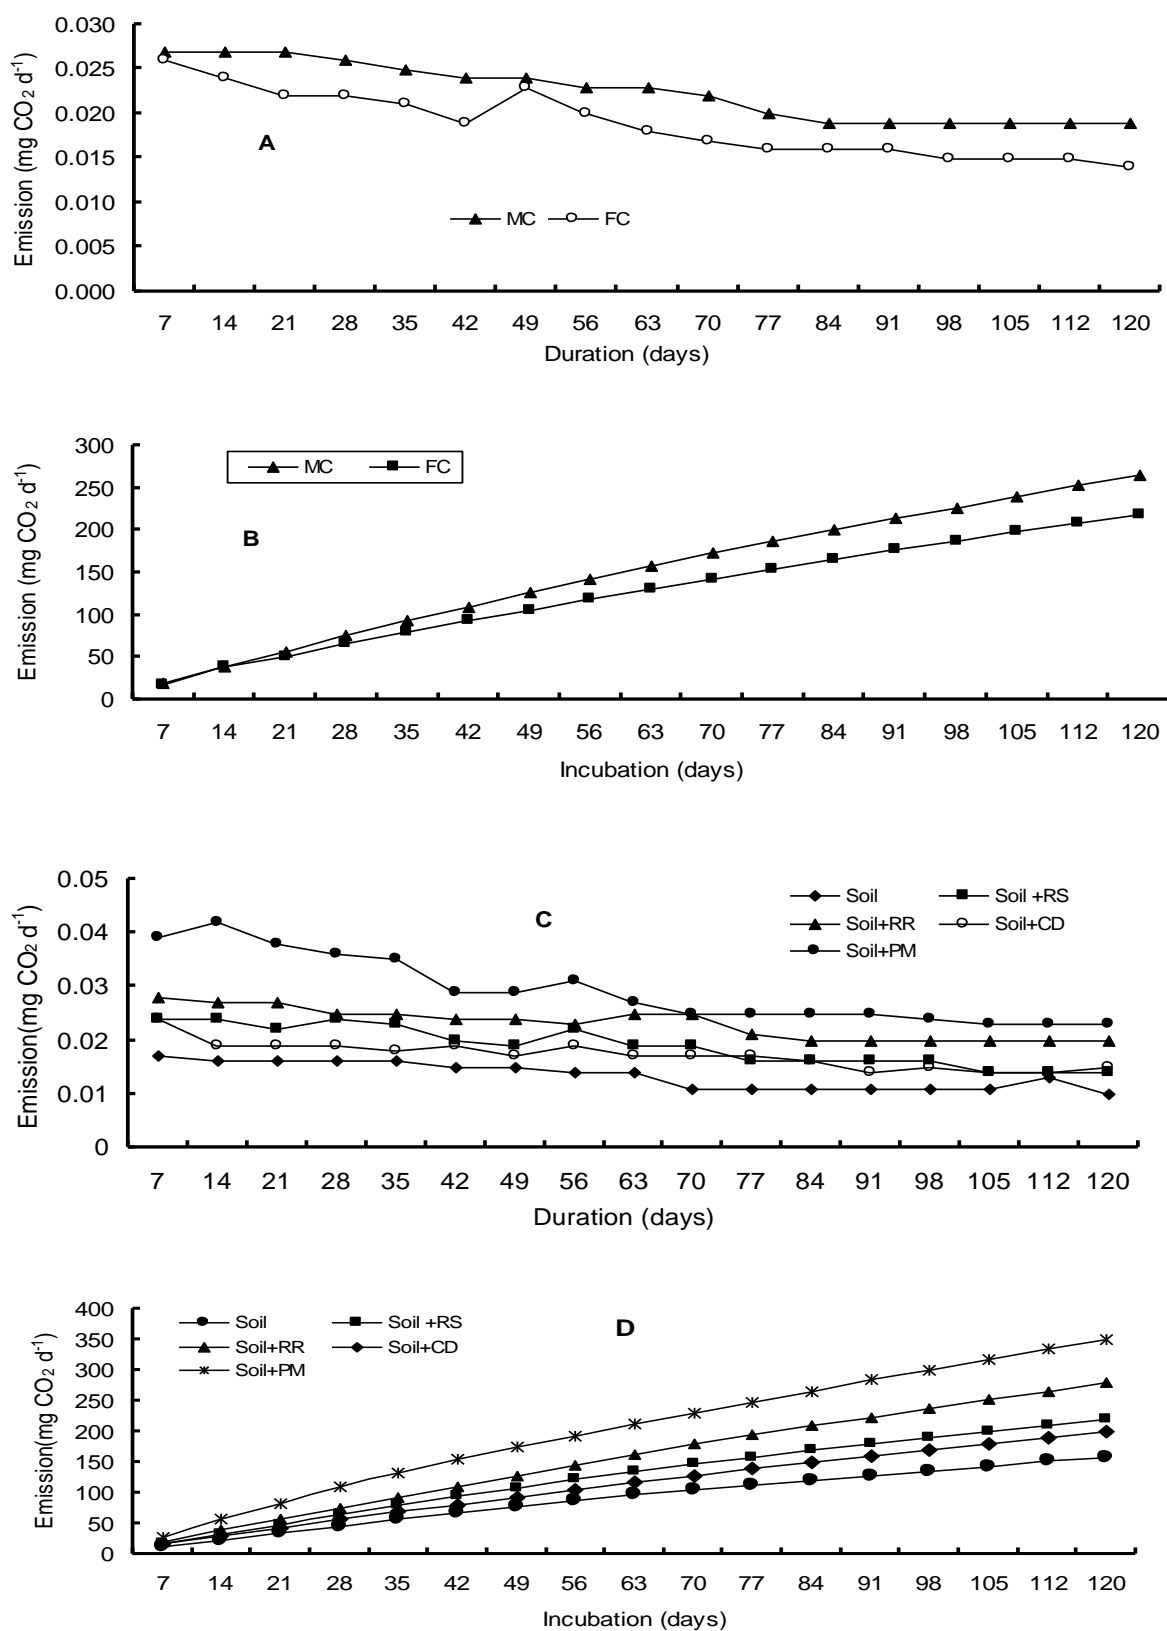 0.030
0.025
0.020
0.015
0.010
0.005
0.000
Emission (mg CO₂ d⁻¹)
A
MC FC
7 14 21 28 35 42 49 56 63 70 77 84 91 98 105 112 120
Duration (days)
300
250
200
150
100
50
0
Emission (mg CO₂ d⁻¹)
MC FC
B
7 14 21 28 35 42 49 56 63 70 77 84 91 98 105 112 120
Incubation (days)
0.05
0.04
0.03
0.02
0.01
0
Emission(mg CO₂ d⁻¹)
C
Soil Soil +RS
Soil+RR Soil+CD
Soil+PM
7 14 21 28 35 42 49 56 63 70 77 84 91 98 105 112 120
Duration (days)
400
350
300
250
200
150
100
50
0
Emission(mg CO₂ d⁻¹)
Soil Soil +RS
Soil+RR Soil+CD
Soil+PM
D
7 14 21 28 35 42 49 56 63 70 77 84 91 98 105 112 120
Incubation (days)